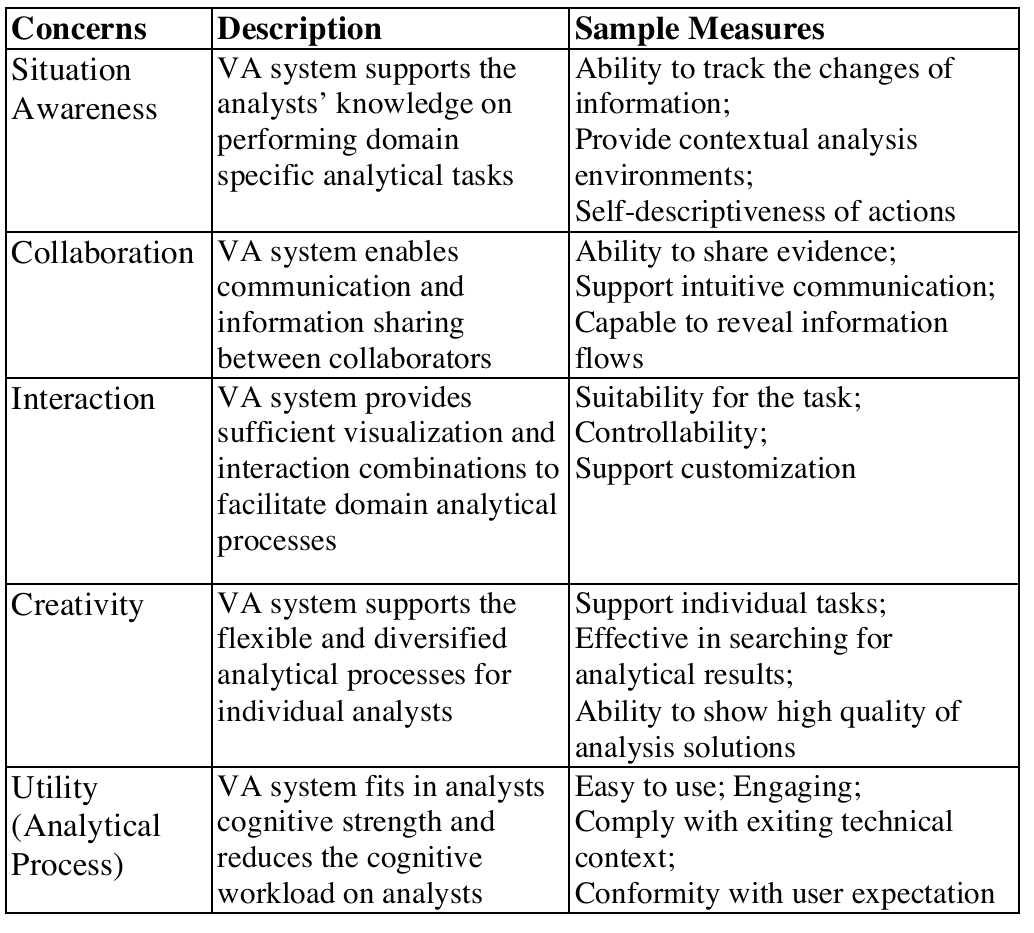 Concerns
Description
Sample Measures
Situation
Awareness
VA system supports the
analysts' knowledge on
performing domain
specific analytical tasks
Ability to track the changes of
information;
Provide contextual analysis
environments;
Self-descriptiveness of actions
Collaboration
VA system enables
communication and
information sharing
between collaborators
Ability to share evidence;
Support intuitive communication;
Capable to reveal information
flows
Interaction
VA system provides
sufficient visualization and
interaction combinations to
facilitate domain analytical
processes
Suitability for the task;
Controllability;
Support customization
Creativity
VA system supports the
flexible and diversified
analytical processes for
individual analysts
Support individual tasks;
Effective in searching for
analytical results;
Ability to show high quality of
analysis solutions
Utility
(Analytical
Process)
VA system fits in analysts
cognitive strength and
reduces the cognitive
workload on analysts
Easy to use; Engaging;
Comply with exiting technical
context;
Conformity with user expectation